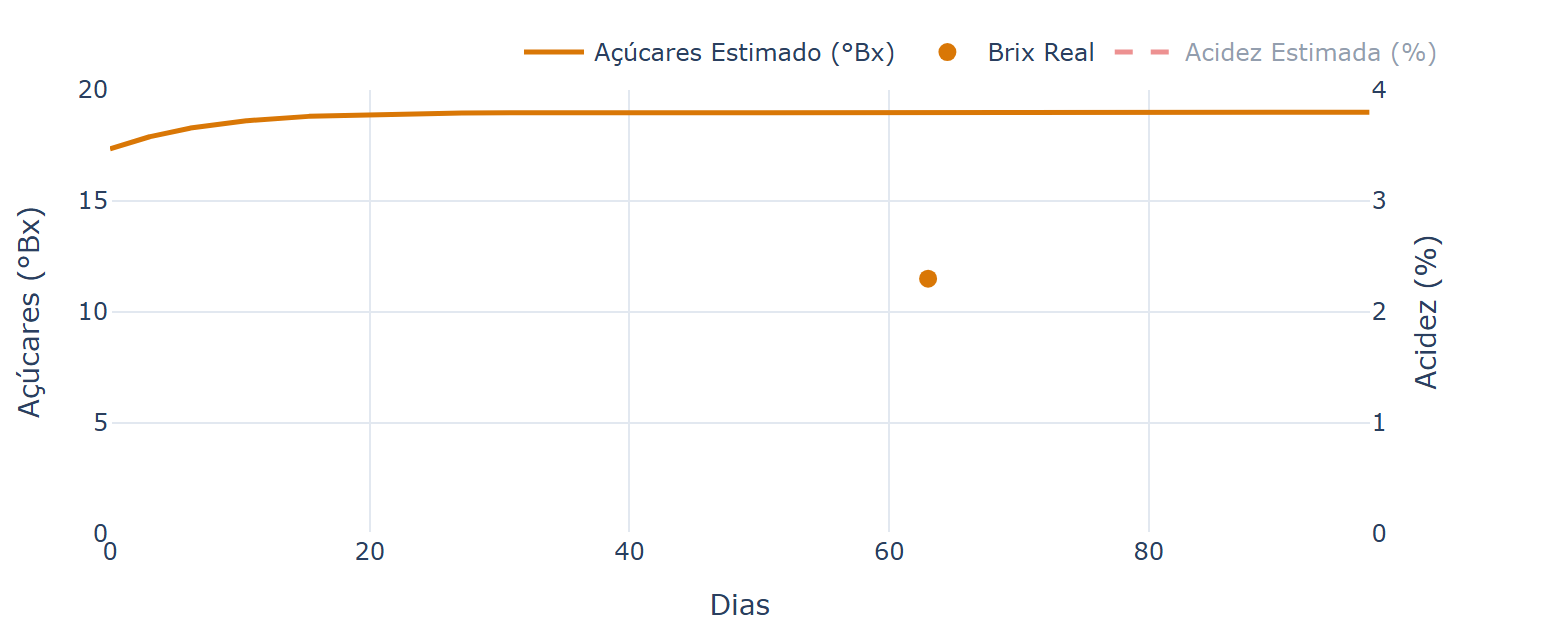 Açúcares Estimado (°Bx) Brix Real Acidez Estimada (%)
20 4
15 3
10 2
5 1
0 0
0 20 40 60 80
Açúcares (°Bx)
Acidez (%)
Dias